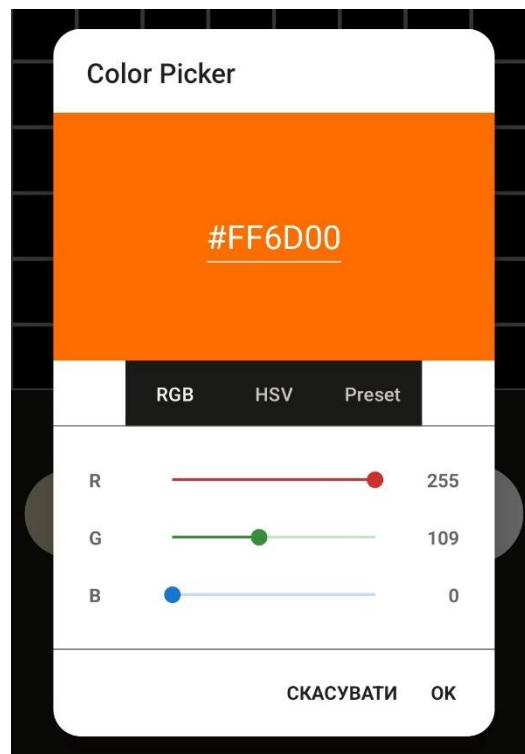 Color Picker
#FF6D00
RGB HSV Preset
R 255
G 109
B 0
СКАСУВАТИ OK